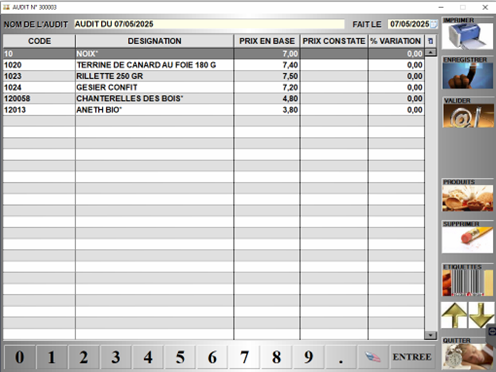 AUDIT N° 300003
NOM DE L'AUDIT AUDIT DU 07/05/2025 FAIT LE 07/05/2025
CODE DESIGNATION PRIX EN BASE PRIX CONSTATE % VARIATION
10 NOIX* 7,00 0,00
1020 TERRINE DE CANARD AU FOIE 180 G 7,40 0,00
1023 RILLETTE 250 GR 7,50 0,00
1024 GESIER CONFIT 7,20 0,00
120058 CHANTERELLES DES BOIS* 4,80 0,00
12013 ANETH BIO* 3,80 0,00
IMPRIMER
ENREGISTRER
VALIDER
PRODUITS
SUPPRIMER
ETIQUETTES
QUITTER
0 1 2 3 4 5 6 7 8 9 . ENTREE